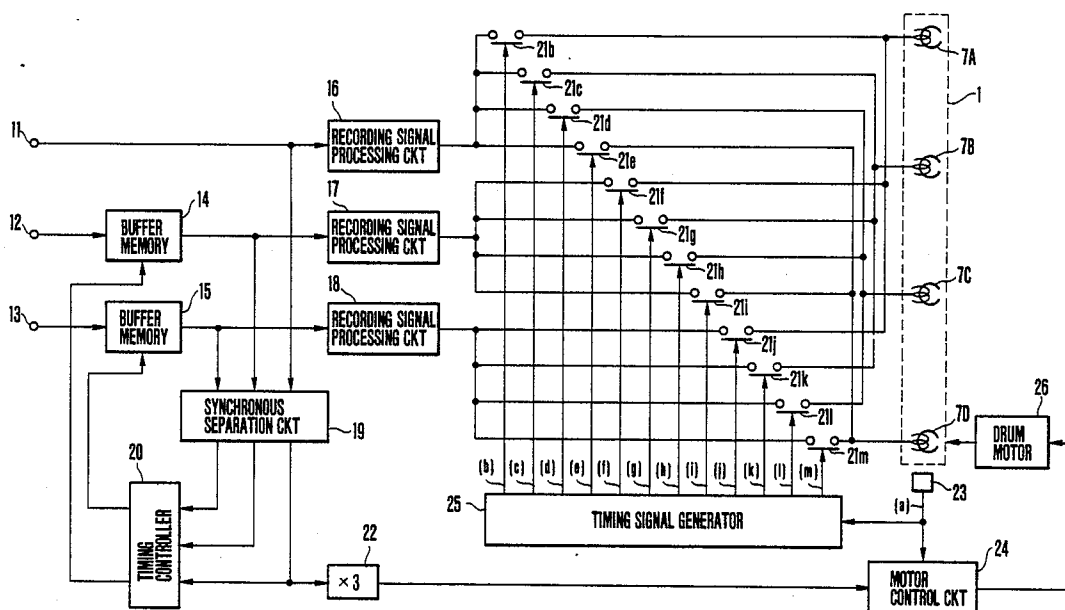 21b
7A
21c
1
16
21d
11
RECORDING SIGNAL
PROCESSING CKT
21e
7B
14
17
21f
12
BUFFER
MEMORY
RECORDING SIGNAL
PROCESSING CKT
21g
15
18
21h
7C
13
BUFFER
MEMORY
RECORDING SIGNAL
PROCESSING CKT
21i
21j
21k
SYNCHRONOUS
SEPARATION CKT
19
21l
7D
26
DRUM
MOTOR
20
21m
(b) (c) (d) (e) (f) (g) (h) (i) (j) (k) (l) (m)
23
25
TIMING SIGNAL GENERATOR
(a)
TIMING
CONTROLLER
22
24
×3
MOTOR
CONTROL CKT